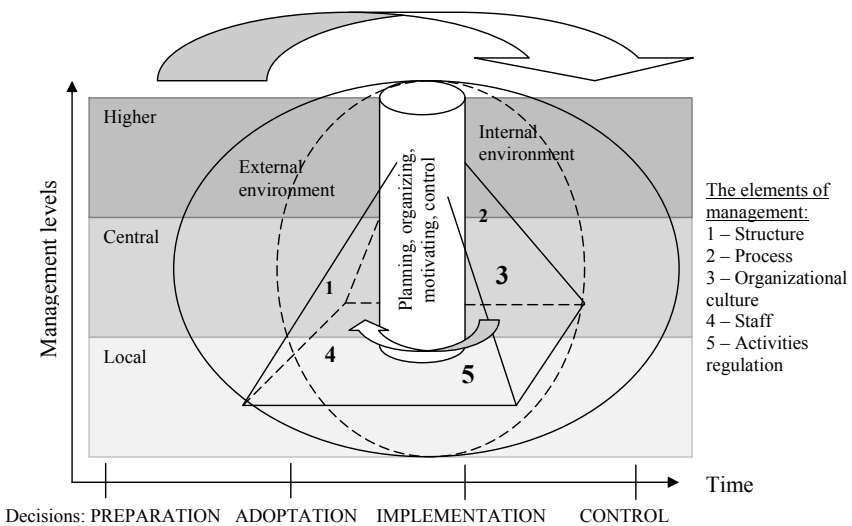 Higher
Internal
environment
External
environment
Planning, organizing,
motivating, control
2
Central
3
1
Local
4
5
Management levels
The elements of
management:
1 – Structure
2 – Process
3 – Organizational
culture
4 – Staff
5 – Activities
regulation
Time
Decisions: PREPARATION ADOPTATION IMPLEMENTATION CONTROL